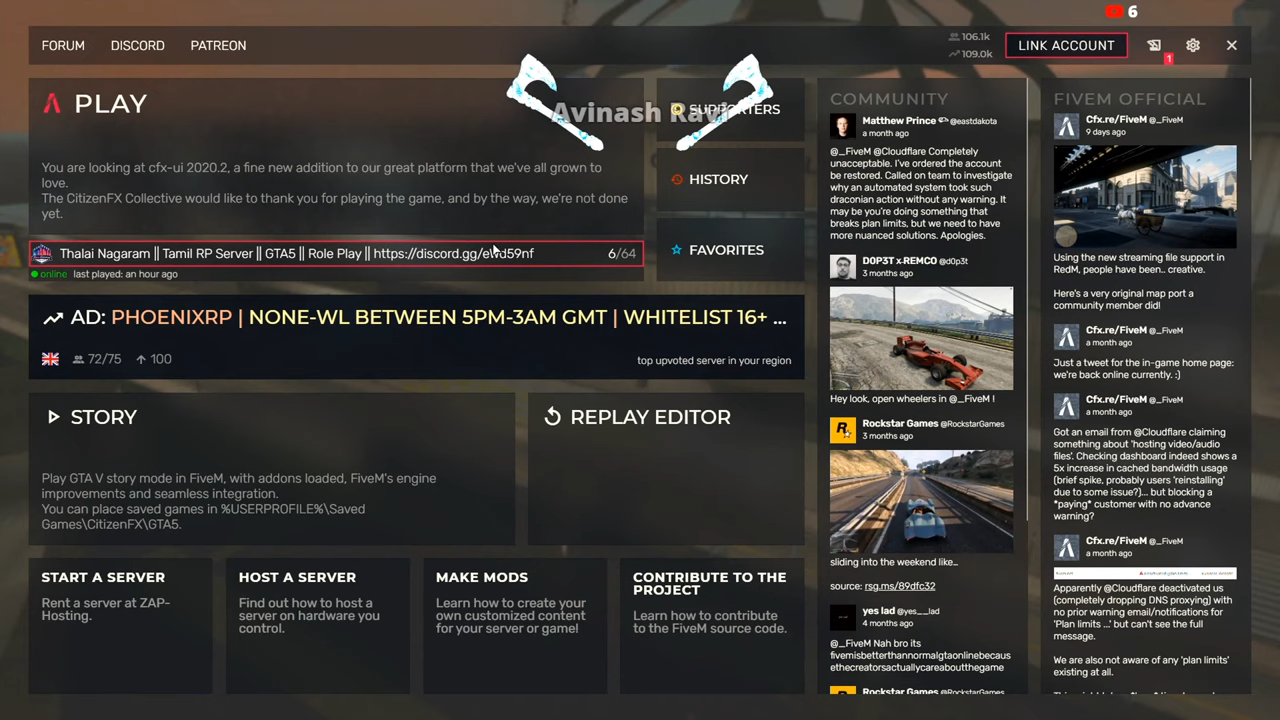 6
FORUM DISCORD PATREON
106.1k
109.0k
LINK ACCOUNT
1
PLAY
You are looking at cfx-ui 2020.2, a fine new addition to our great platform that we've all grown to
love.
The CitizenFX Collective would like to thank you for playing the game, and by the way, we're not done
yet.
Thalai Nagaram || Tamil RP Server || GTA5 || Role Play || 6/64
online last played: an hour ago
Avinash Ravi
SUPPORTERS
HISTORY
FAVORITES
AD: PHOENIXRP | NONE-WL BETWEEN 5PM-3AM GMT | WHITELIST 16+ ...
72/75 100
top upvoted server in your region
STORY
Play GTA V story mode in FiveM, with addons loaded, FiveM's engine
improvements and seamless integration.
You can place saved games in %USERPROFILE%\Saved
Games\CitizenFX\GTA5.
REPLAY EDITOR
START A SERVER
Rent a server at ZAP-
Hosting.
HOST A SERVER
Find out how to host a
server on hardware you
control.
MAKE MODS
Learn how to create your
own customized content
for your server or game!
CONTRIBUTE TO THE
PROJECT
Learn how to contribute
to the FiveM source code.
COMMUNITY
Matthew Prince @eastdakota
a month ago
@_FiveM @Cloudflare Completely
unacceptable. I've ordered the account
be restored. Called on team to investigate
why an automated system took such
draconian action without any warning. It
may be you're doing something that
breaks plan limits, but we need to have
more nuanced solutions. Apologies.
D0P3T x REMCO @d0p3t
3 months ago
Hey look, open wheelers in @_FiveM !
Rockstar Games @RockstarGames
3 months ago
sliding into the weekend like...
source: rsg.ms/89dfc32
yes lad @yes__lad
4 months ago
@_FiveM Nah bro its
fivemisbetterthannormalgtaonlinebecaus
ethecreatorsactuallycareaboutthegame
Rockstar Games @RockstarGames
FIVEM OFFICIAL
Cfx.re/FiveM @_FiveM
9 days ago
Using the new streaming file support in
RedM, people have been.. creative.
Here's a very original map port a
community member did!
Cfx.re/FiveM @_FiveM
a month ago
Just a tweet for the in-game home page:
we're back online currently. :)
Cfx.re/FiveM @_FiveM
a month ago
Got an email from @Cloudflare claiming
something about 'hosting video/audio
files'. Checking dashboard indeed shows a
5x increase in cached bandwidth usage
(brief spike, probably users 'reinstalling'
due to some issue?)... but blocking a
*paying* customer with no advance
warning?
Cfx.re/FiveM @_FiveM
a month ago
Apparently @Cloudflare deactivated us
(completely dropping DNS proxying) with
no prior warning email/notifications for
'Plan limits ...' but can't see the full
message.
We are also not aware of any 'plan limits'
existing at all.